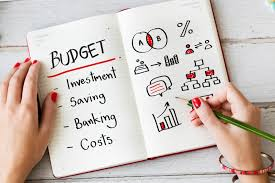 BUDGET
- Investment
- Saving
- Banking
- Costs
A
B